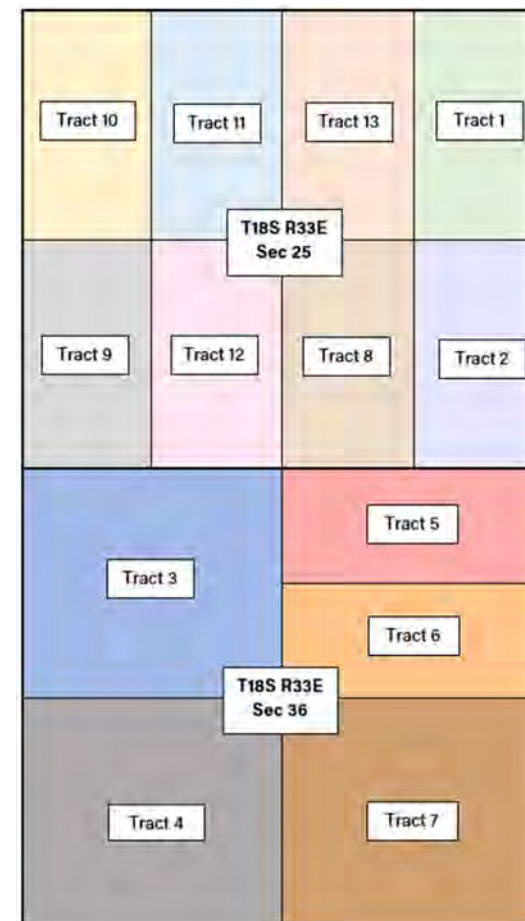 Tract 10
Tract 11
Tract 13
Tract 1
T18S R33E
Sec 25
Tract 9
Tract 12
Tract 8
Tract 2
Tract 5
Tract 3
Tract 6
T18S R33E
Sec 36
Tract 4
Tract 7